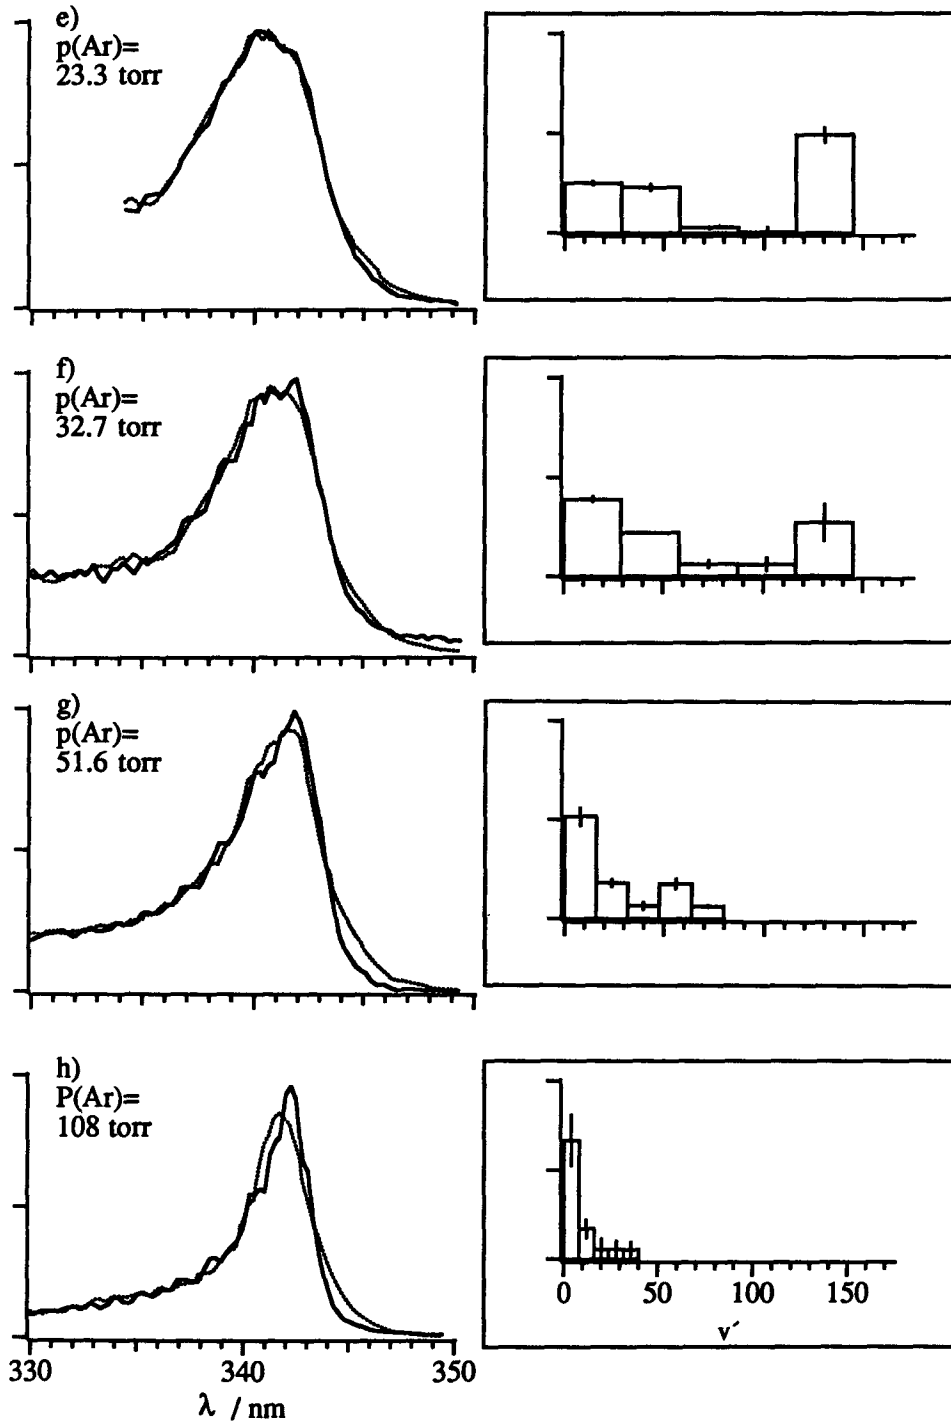 e)
p(Ar)=
23.3 torr
f)
p(Ar)=
32.7 torr
g)
p(Ar)=
51.6 torr
h)
P(Ar)=
108 torr
330 340 350
λ / nm
0 50 100 150
v´